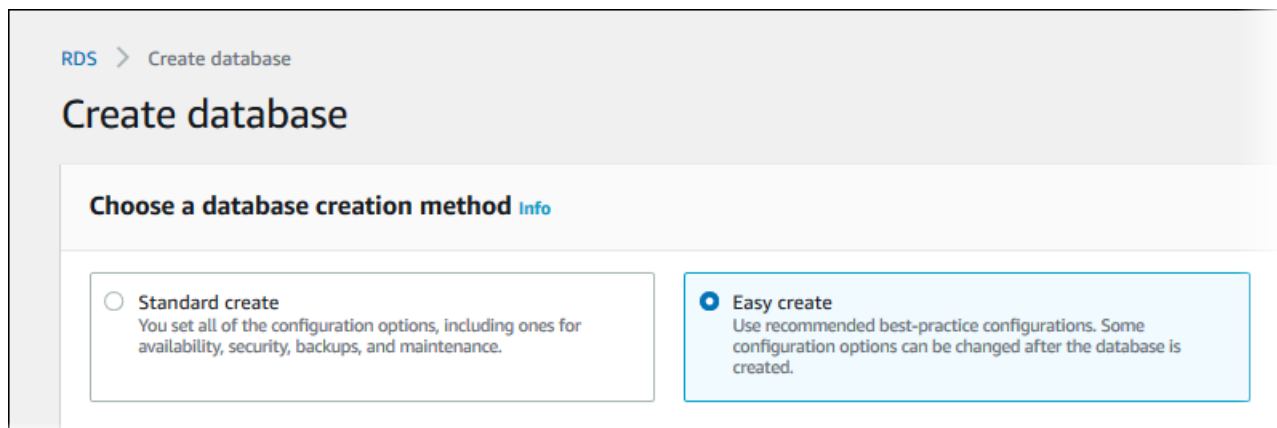 RDS > Create database
Create database
Choose a database creation method Info
Standard create
You set all of the configuration options, including ones for
availability, security, backups, and maintenance.
Easy create
Use recommended best-practice configurations. Some
configuration options can be changed after the database is
created.